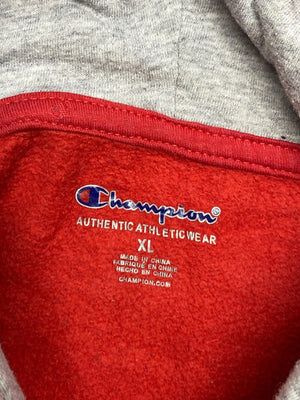 Champion®
AUTHENTIC ATHLETICWEAR
XL
MADE IN CHINA
FABRIQUÉ EN CHINE
HECHO EN CHINA
CHAMPION.COM